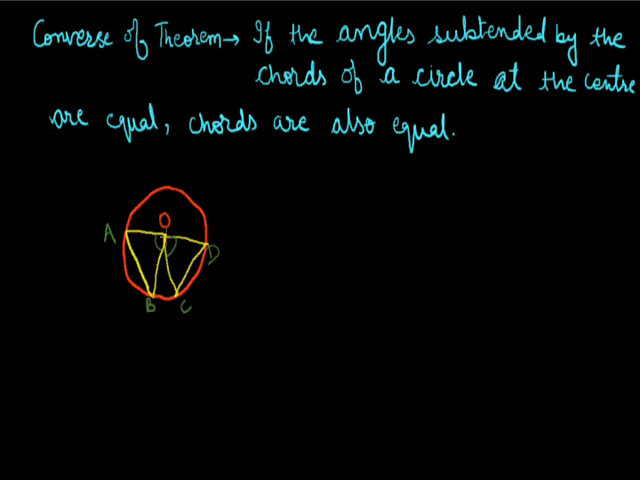 Converse of Theorem → If the angles subtended by the
chords of a circle at the centre
are equal, chords are also equal.
O
A
D
B C